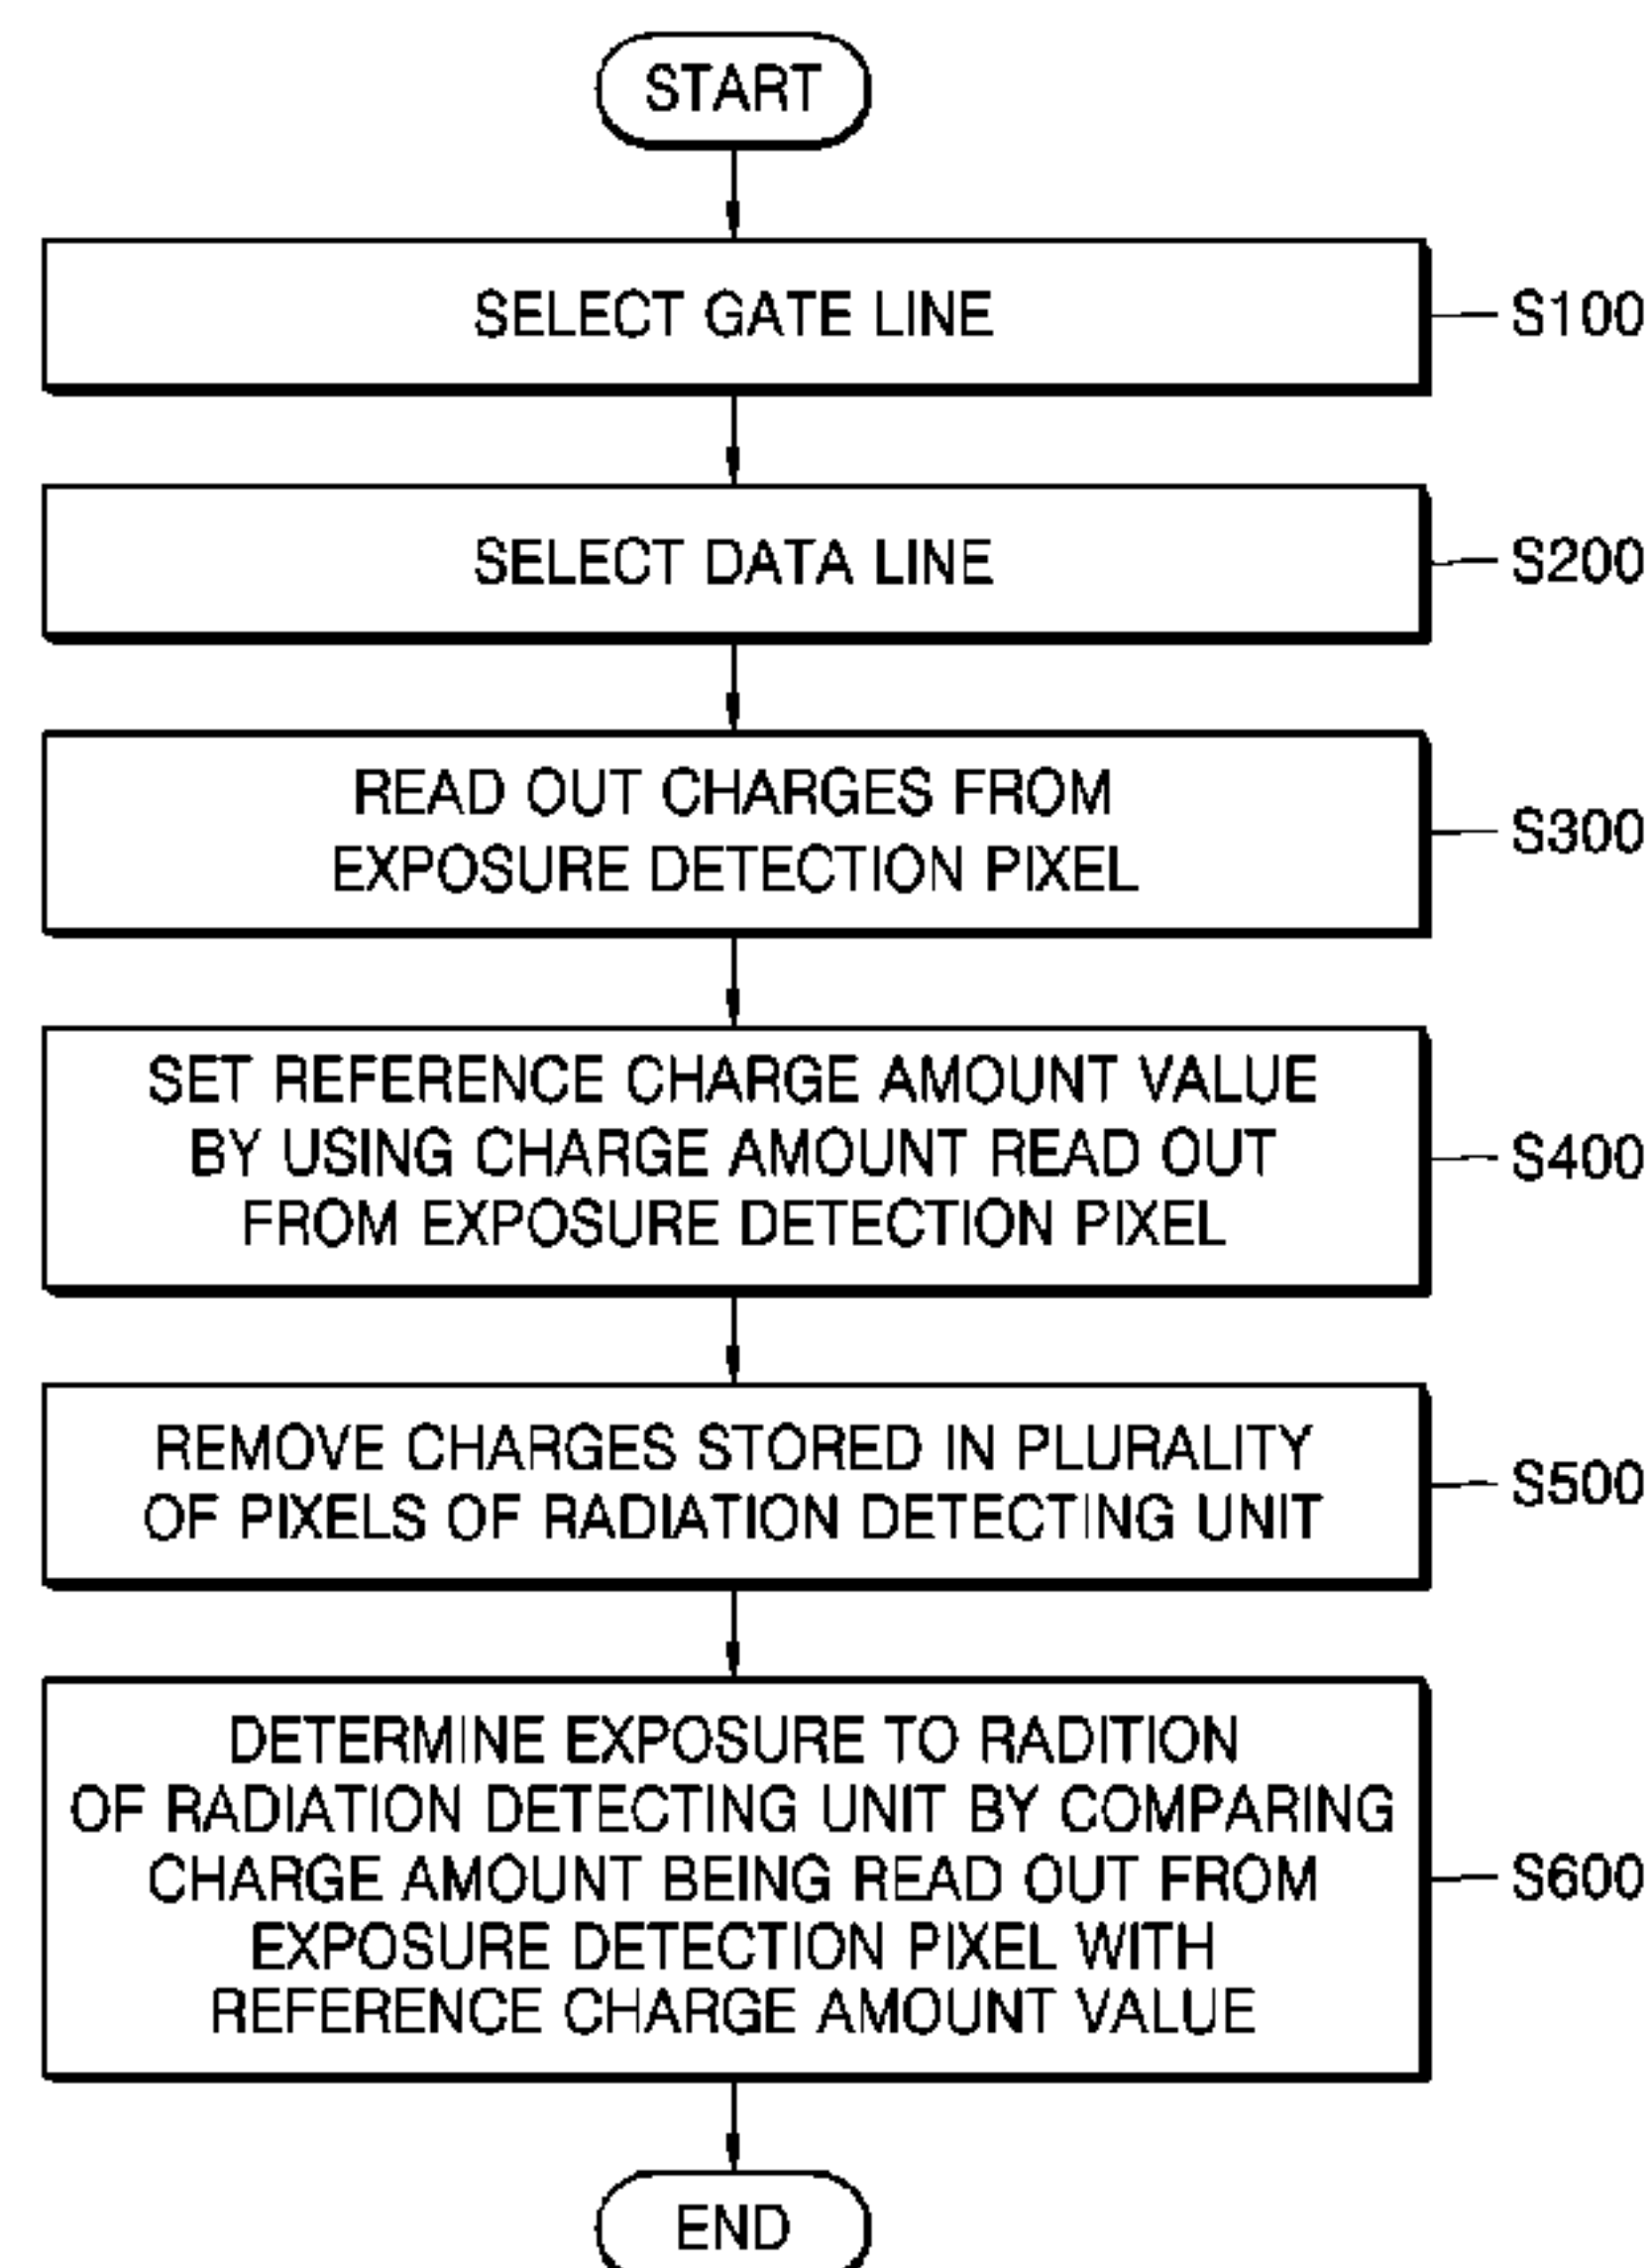 START
SELECT GATE LINE
S100
SELECT DATA LINE
S200
READ OUT CHARGES FROM
EXPOSURE DETECTION PIXEL
S300
SET REFERENCE CHARGE AMOUNT VALUE
BY USING CHARGE AMOUNT READ OUT
FROM EXPOSURE DETECTION PIXEL
S400
REMOVE CHARGES STORED IN PLURALITY
OF PIXELS OF RADIATION DETECTING UNIT
S500
DETERMINE EXPOSURE TO RADITION
OF RADIATION DETECTING UNIT BY COMPARING
CHARGE AMOUNT BEING READ OUT FROM
EXPOSURE DETECTION PIXEL WITH
REFERENCE CHARGE AMOUNT VALUE
S600
END